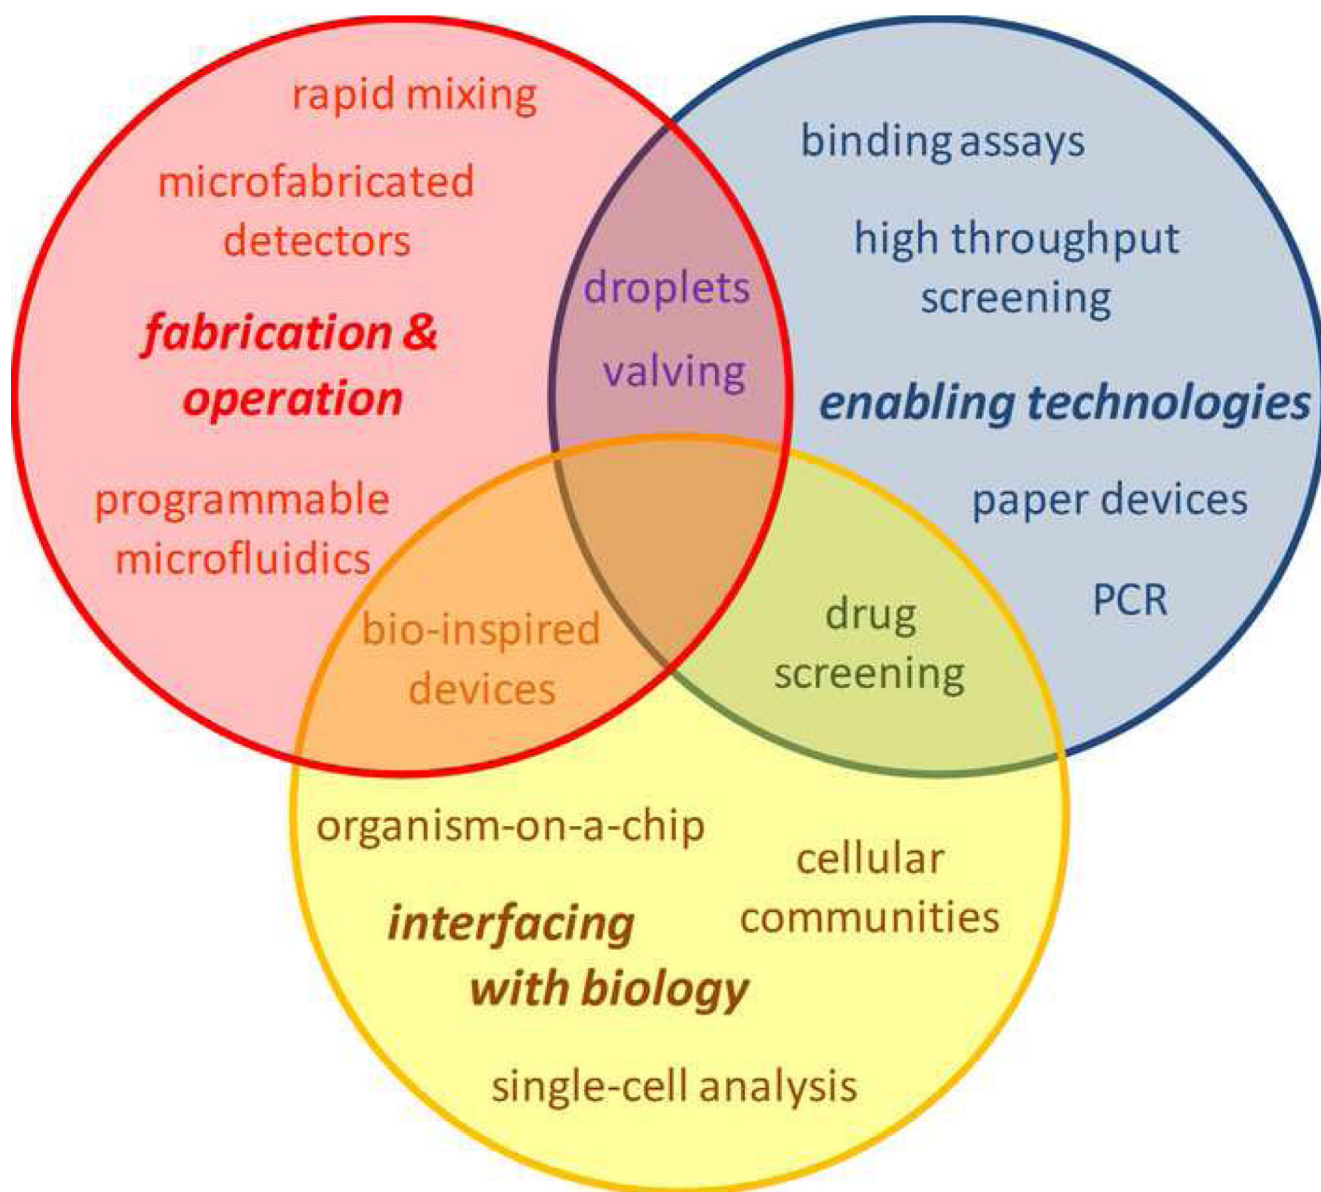 rapid mixing
microfabricated
detectors
fabrication &
operation
programmable
microfluidics
droplets
valving
binding assays
high throughput
screening
enabling technologies
paper devices
PCR
bio-inspired
devices
drug
screening
organism-on-a-chip
cellular
communities
interfacing
with biology
single-cell analysis